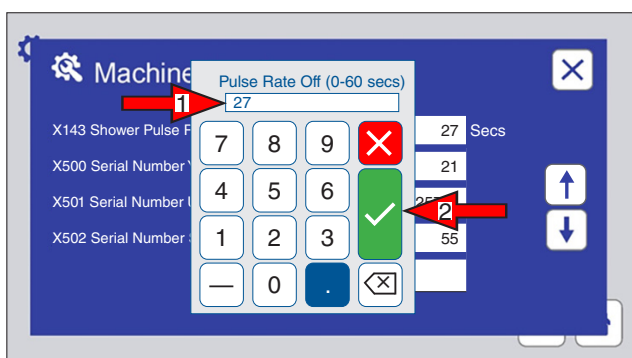 Machine
Pulse Rate Off (0-60 secs)
1
27
X143 Shower Pulse
27 Secs
7 8 9
X500 Serial Number
21
4 5 6
X501 Serial Number
2
X502 Serial Number
55
1 2 3
— 0 .